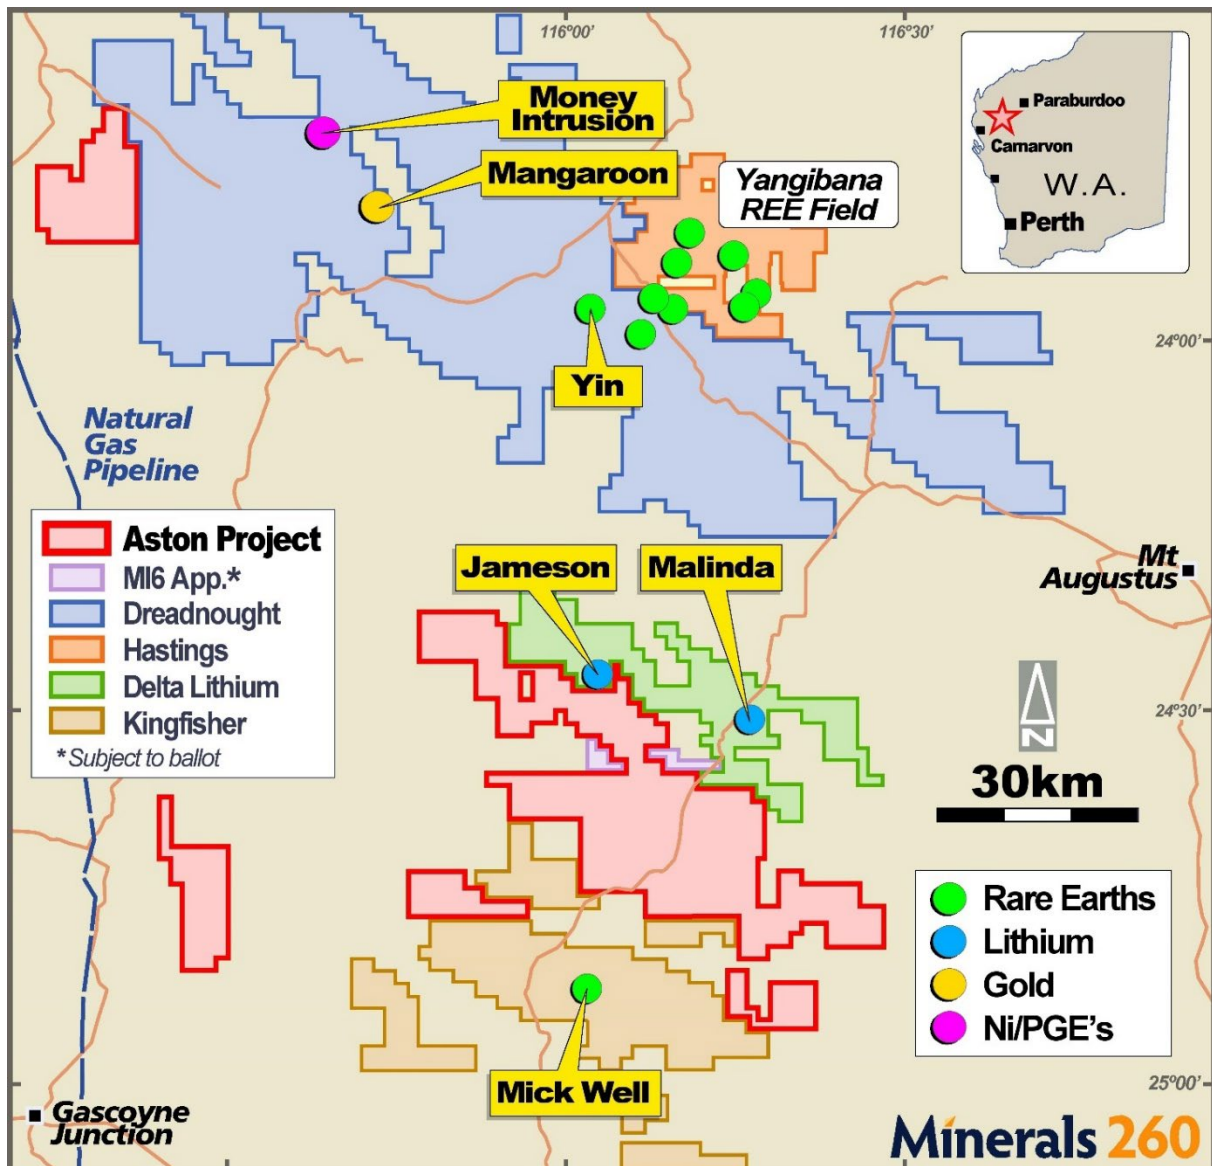 116°00'
116°30'
Money
Intrusion
Mangaroon
Yangibana
REE Field
Paraburdoo
Carnarvon
W.A.
Perth
24°00'
Yin
Natural
Gas
Pipeline
Aston Project
MI6 App.*
Dreadnought
Hastings
Delta Lithium
Kingfisher
*Subject to ballot
Jameson
Malinda
Mt
Augustus
24°30'
N
30km
Rare Earths
Lithium
Gold
Ni/PGE's
Mick Well
25°00'
Gascoyne
Junction
Minerals 260